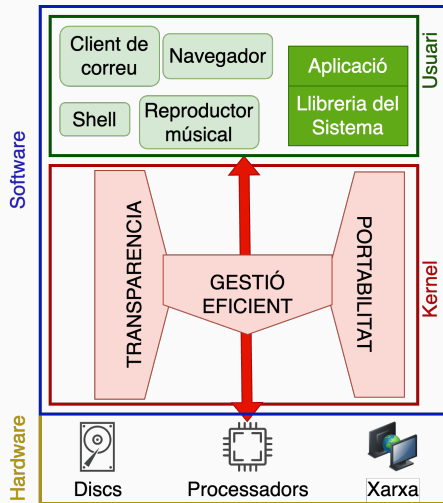 Software
Usuari
Client de
correu
Navegador
Shell
Reproductor
músical
Aplicació
Llibreria del
Sistema
Kernel
TRANSPARENCIA
GESTIÓ
EFICIENT
PORTABILITAT
Hardware
Discs
Processadors
Xarxa